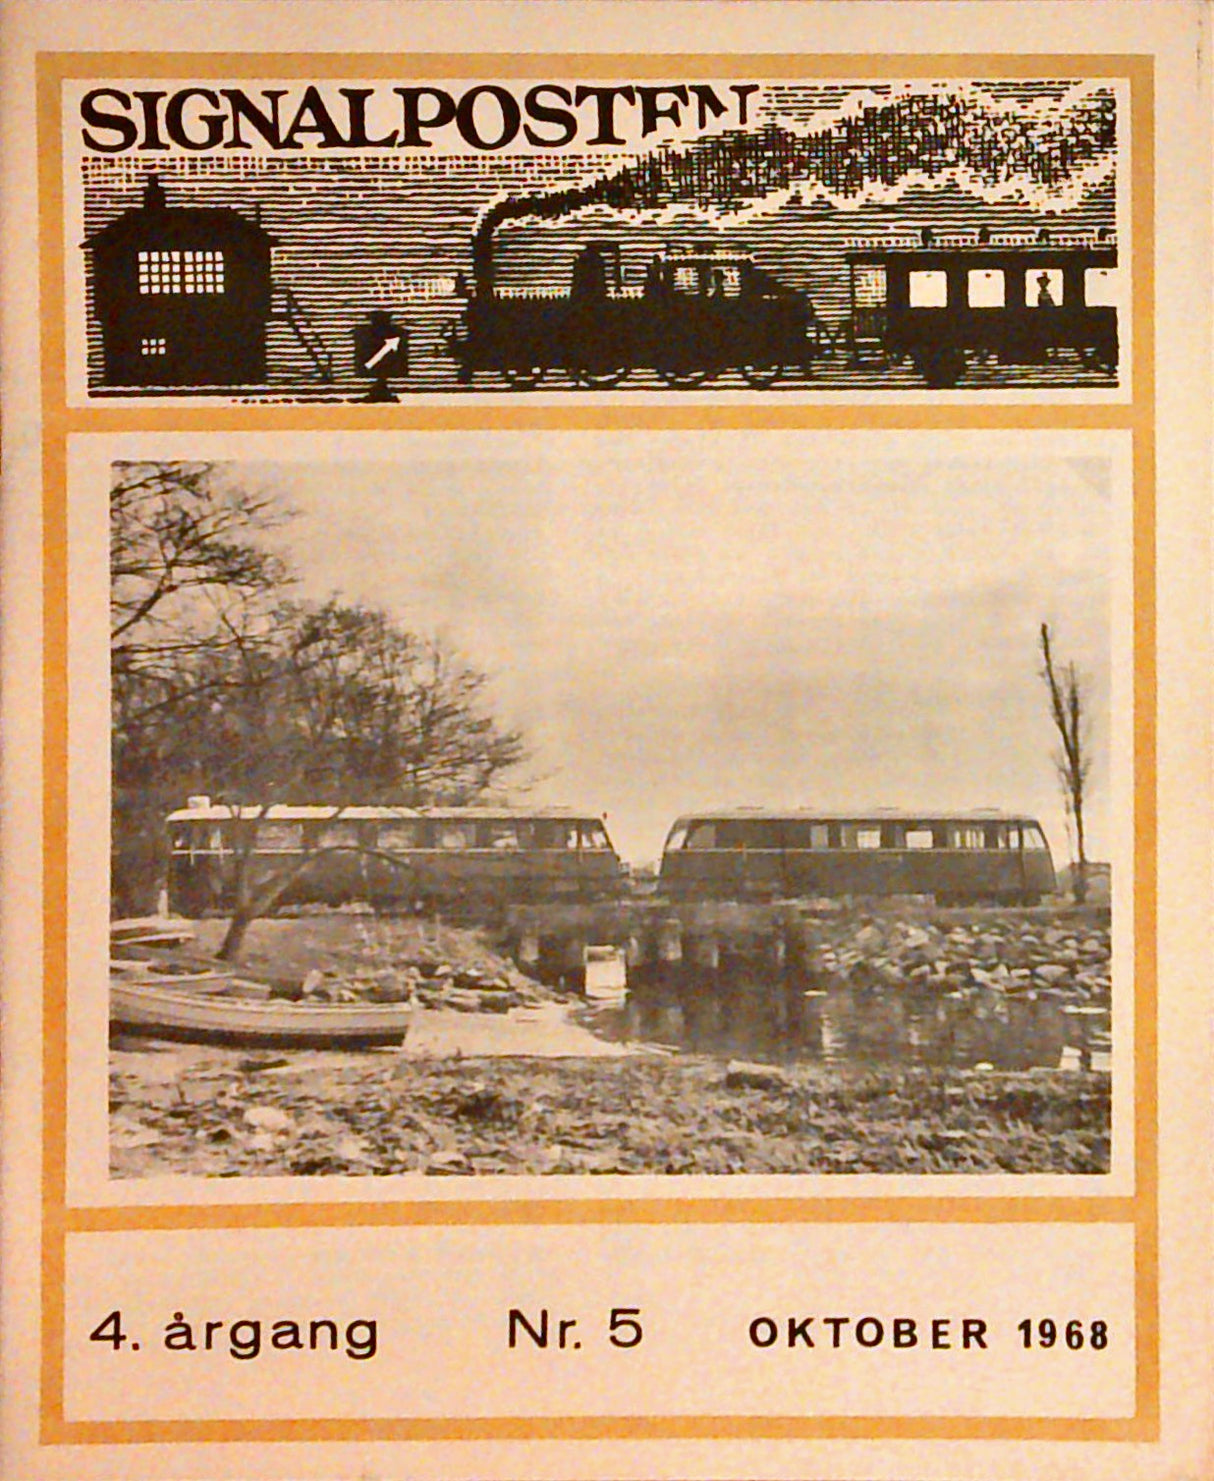 SIGNALPOSTEN
4. årgang Nr. 5 OKTOBER 1968